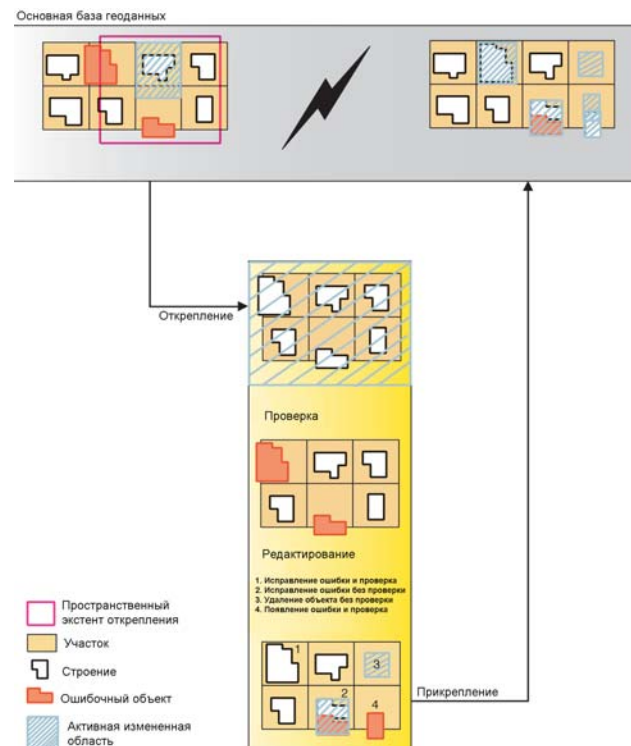 Основная база геоданных
Открепление
Проверка
Редактирование
1. Исправление ошибки и проверка
2. Исправление ошибки без проверки
3. Удаление объекта без проверки
4. Появление ошибки и проверка
1
3
2
4
Прикрепление
Пространственный
экстент открепления
Участок
Строение
Ошибочный объект
Активная измененная
область